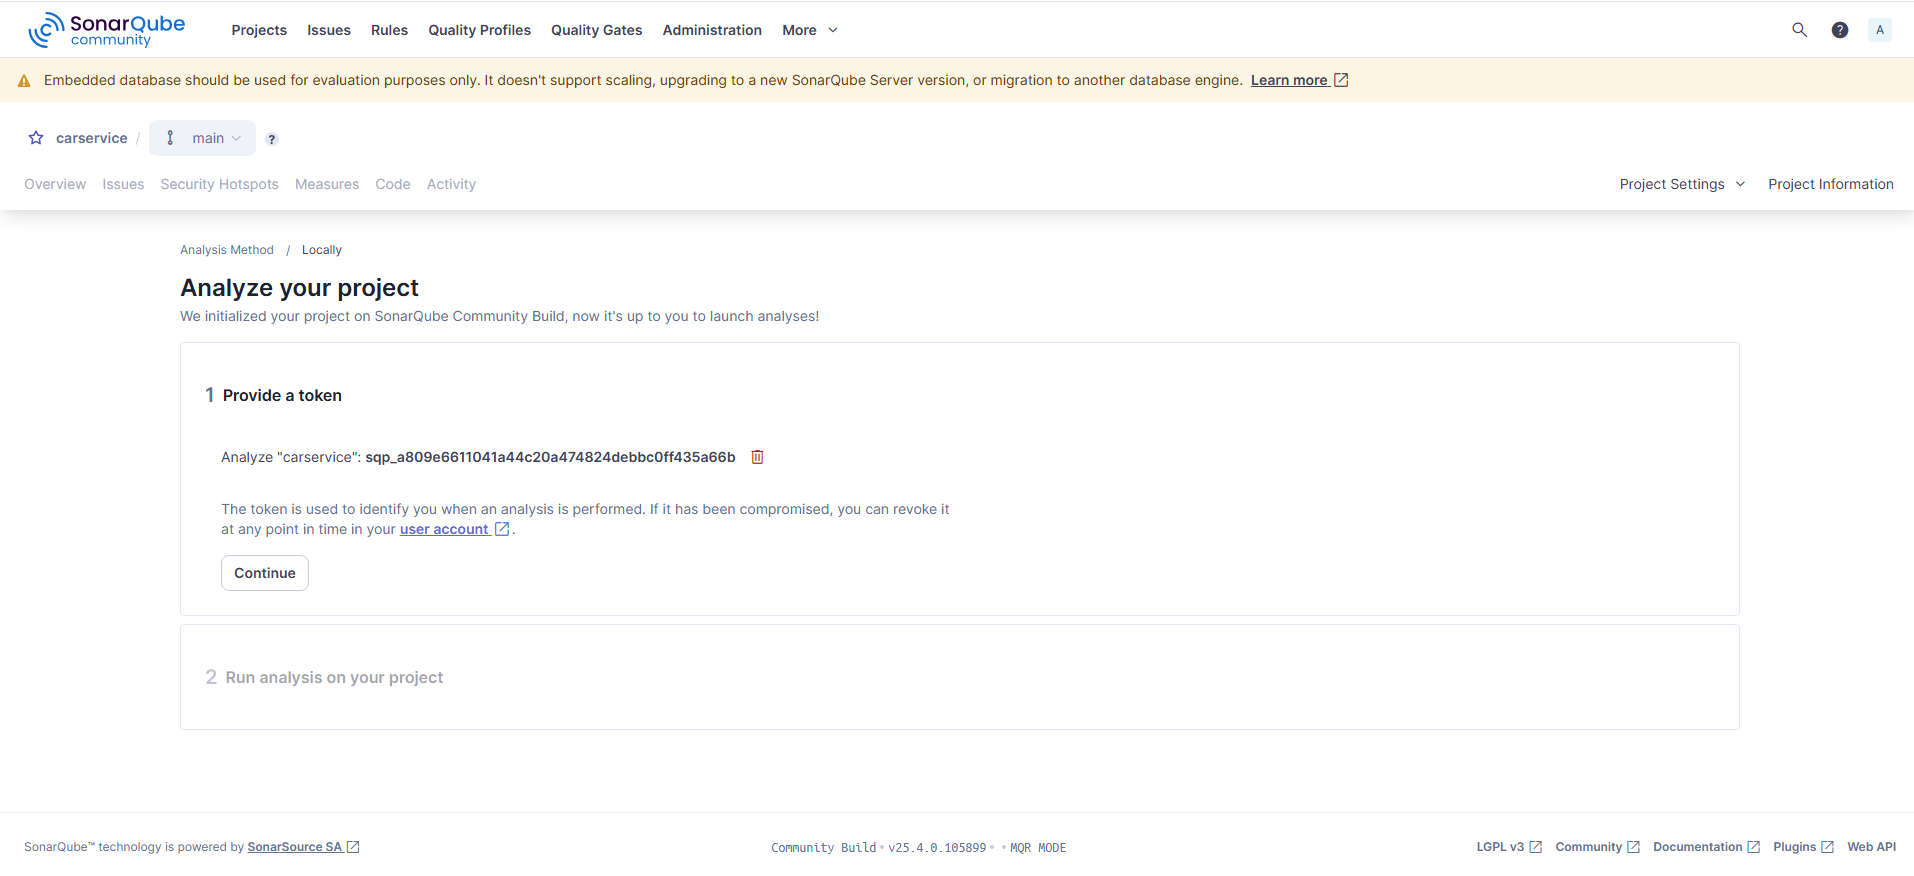 SonarQube
community
Projects Issues Rules Quality Profiles Quality Gates Administration More
? A
Embedded database should be used for evaluation purposes only. It doesn't support scaling, upgrading to a new SonarQube Server version, or migration to another database engine. Learn more
carservice / main ?
Overview Issues Security Hotspots Measures Code Activity Project Settings Project Information
Analysis Method / Locally
Analyze your project
We initialized your project on SonarQube Community Build, now it's up to you to launch analyses!
1 Provide a token
Analyze "carservice": sqp_a809e6611041a44c20a474824debbc0ff435a66b
The token is used to identify you when an analysis is performed. If it has been compromised, you can revoke it
at any point in time in your user account .
Continue
2 Run analysis on your project
SonarQube™ technology is powered by SonarSource SA Community Build • v25.4.0.105899 • • MQR MODE LGPL v3 Community Documentation Plugins Web API